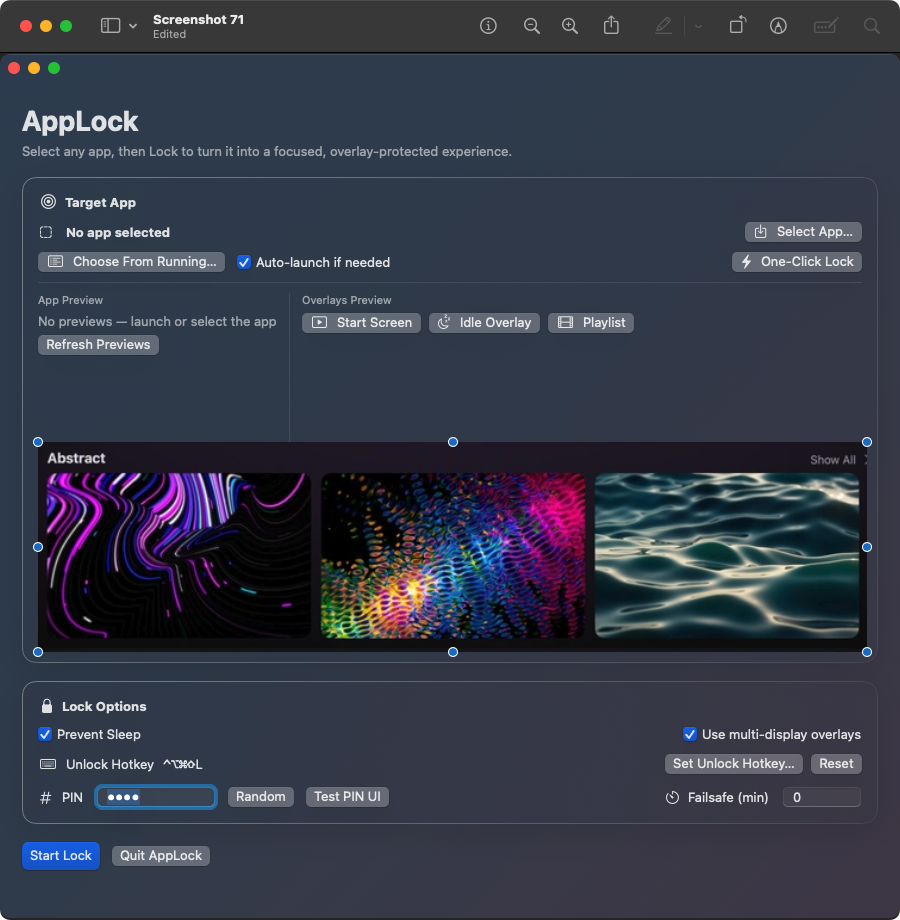 Screenshot 71
Edited
AppLock
Select any app, then Lock to turn it into a focused, overlay-protected experience.
Target App
No app selected
Select App...
Choose From Running...
Auto-launch if needed
One-Click Lock
App Preview
Overlays Preview
No previews — launch or select the app
Start Screen
Idle Overlay
Playlist
Refresh Previews
Abstract
Show All
Lock Options
Prevent Sleep
Use multi-display overlays
Unlock Hotkey ^⌥⌘⇧L
Set Unlock Hotkey...
Reset
# PIN ••••
Random
Test PIN UI
Failsafe (min)
0
Start Lock
Quit AppLock